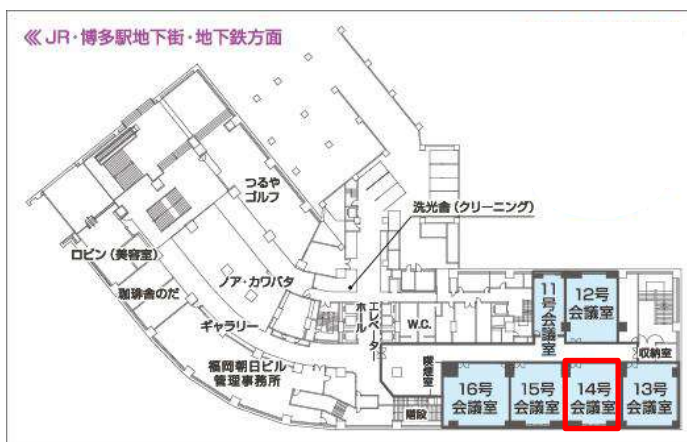 ≪JR・博多駅地下街・地下鉄方面
つるや
ゴルフ
洗光舎(クリーニング)
ロビン(美容室)
ノア・カワバタ
珈琲舎のだ
ギャラリー
エレベーター
ホール
W.C.
11号会議室
12号
会議室
収納室
福岡朝日ビル
管理事務所
喫煙室
階段
16号
会議室
15号
会議室
14号
会議室
13号
会議室